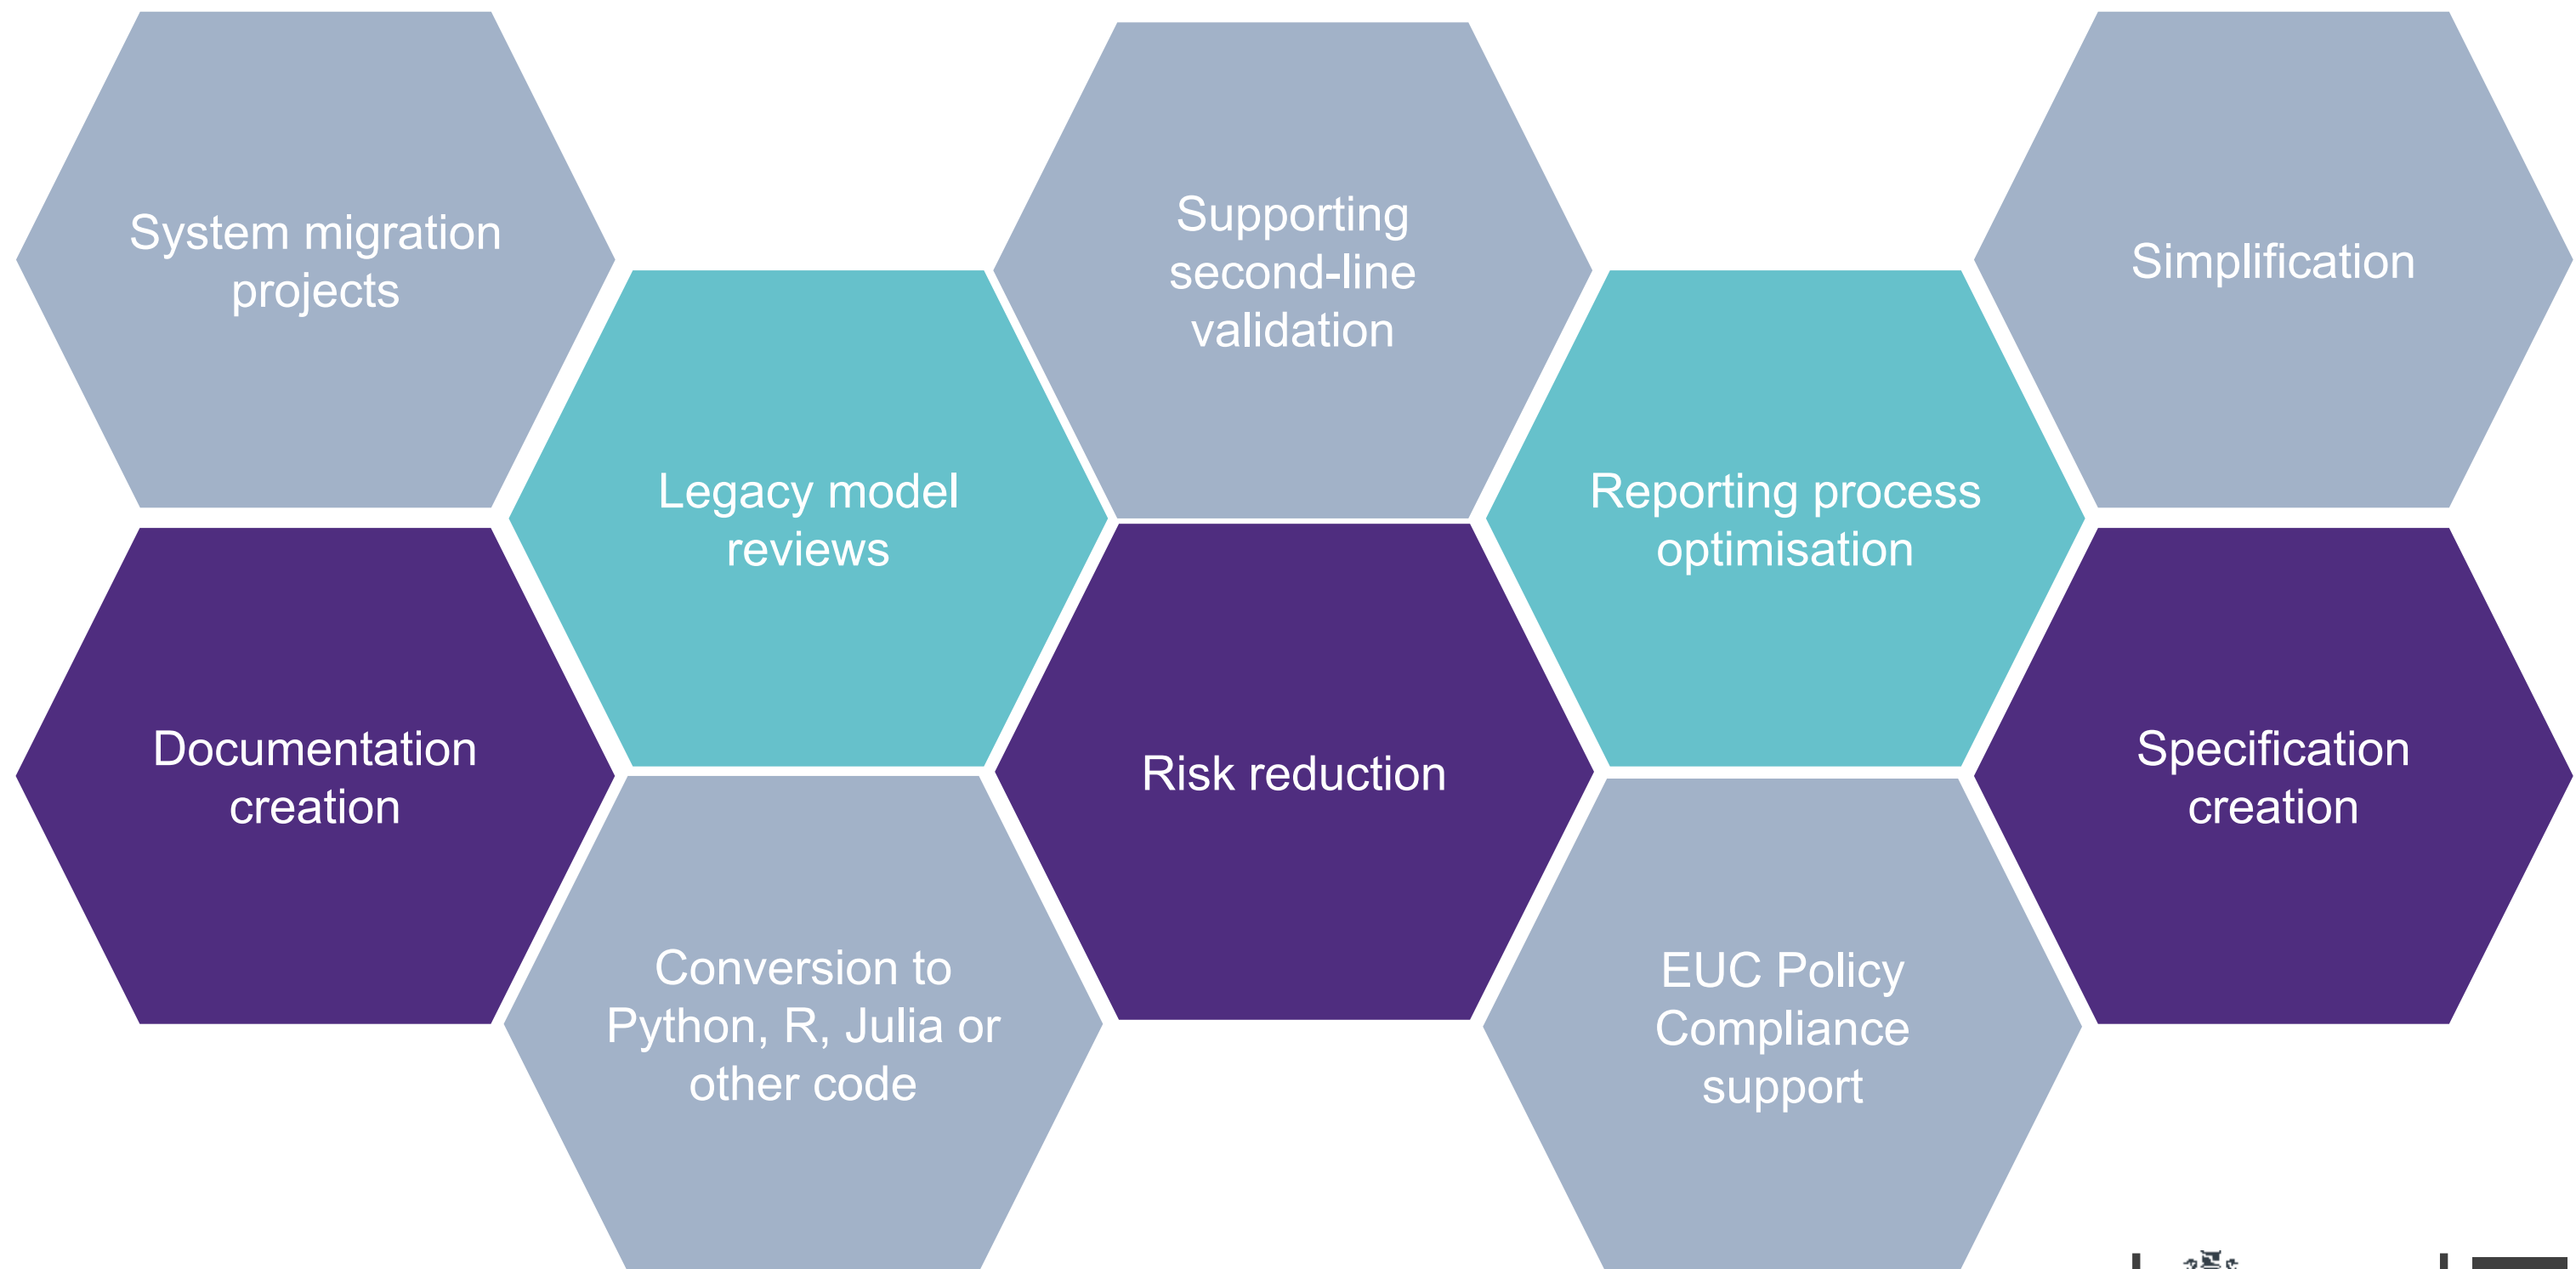 System migration
projects
Supporting
second-line
validation
Simplification
Legacy model
reviews
Reporting process
optimisation
Documentation
creation
Risk reduction
Specification
creation
Conversion to
Python, R, Julia or
other code
EUC Policy
Compliance
support